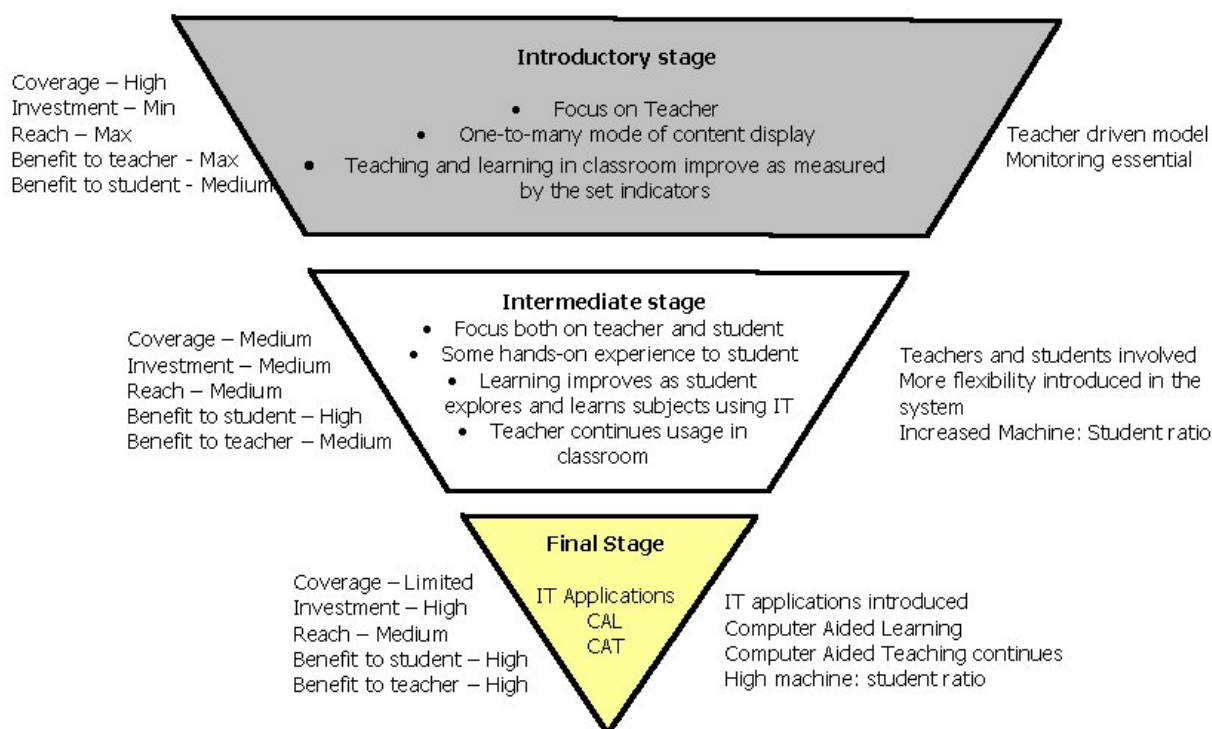 Introductory stage
Coverage – High
Investment – Min
Reach – Max
Benefit to teacher - Max
Benefit to student - Medium
• Focus on Teacher
• One-to-many mode of content display
• Teaching and learning in classroom improve as measured
by the set indicators
Teacher driven model
Monitoring essential
Intermediate stage
Coverage – Medium
Investment – Medium
Reach – Medium
Benefit to student – High
Benefit to teacher – Medium
• Focus both on teacher and student
• Some hands-on experience to student
• Learning improves as student
explores and learns subjects using IT
• Teacher continues usage in
classroom
Teachers and students involved
More flexibility introduced in the
system
Increased Machine: Student ratio
Final Stage
Coverage – Limited
Investment – High
Reach – Medium
Benefit to student – High
Benefit to teacher – High
IT Applications
CAL
CAT
IT applications introduced
Computer Aided Learning
Computer Aided Teaching continues
High machine: student ratio